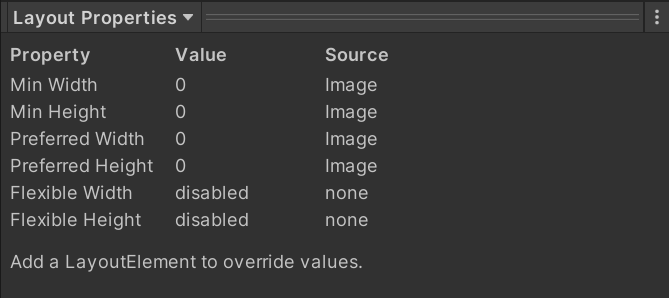 Layout Properties
Property Value Source
Min Width 0 Image
Min Height 0 Image
Preferred Width 0 Image
Preferred Height 0 Image
Flexible Width disabled none
Flexible Height disabled none
Add a LayoutElement to override values.